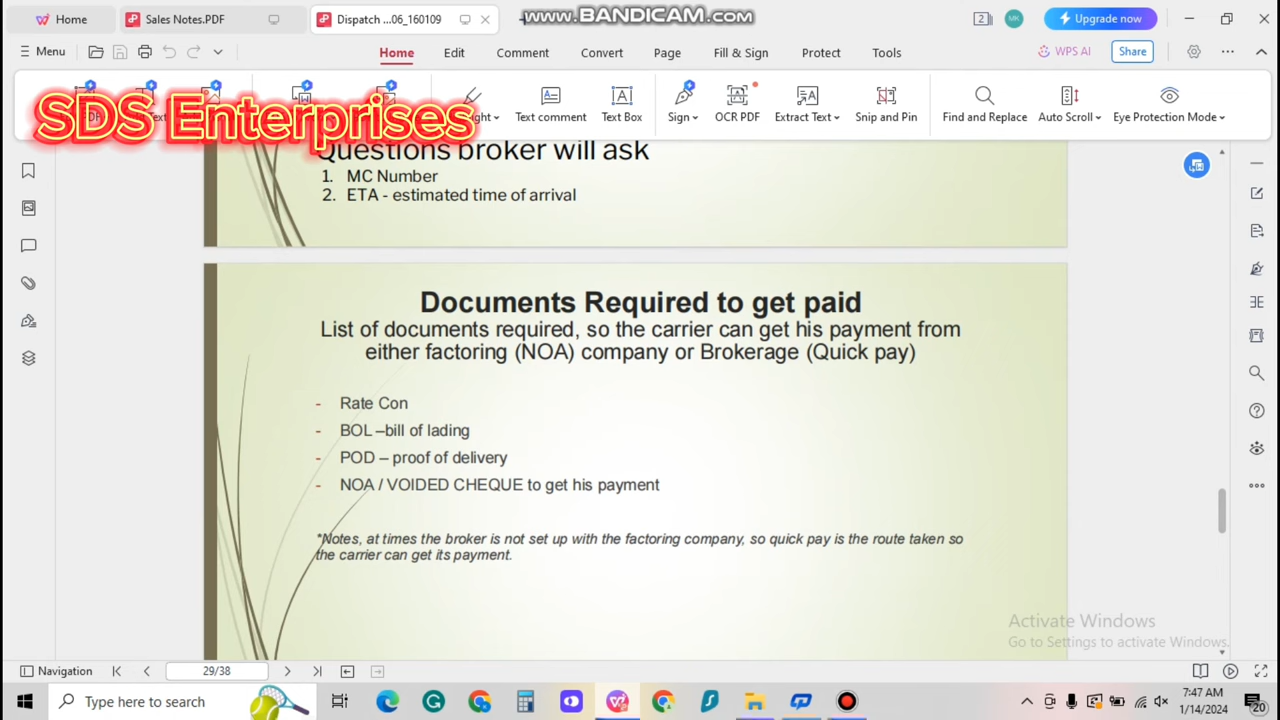 Home
Sales Notes.PDF
Dispatch ...06_160109
www.BANDICAM.com
2
MK
Upgrade now
Menu
Home
Edit
Comment
Convert
Page
Fill & Sign
Protect
Tools
WPS AI
Share
SDS Enterprises
Text comment
Text Box
Sign
OCR PDF
Extract Text
Snip and Pin
Find and Replace
Auto Scroll
Eye Protection Mode
Questions broker will ask
1. MC Number
2. ETA - estimated time of arrival
Documents Required to get paid
List of documents required, so the carrier can get his payment from
either factoring (NOA) company or Brokerage (Quick pay)
- Rate Con
- BOL –bill of lading
- POD – proof of delivery
- NOA / VOIDED CHEQUE to get his payment
*Notes, at times the broker is not set up with the factoring company, so quick pay is the route taken so
the carrier can get its payment.
Activate Windows
Go to Settings to activate Windows.
Navigation
29/38
Type here to search
7:47 AM
1/14/2024
20